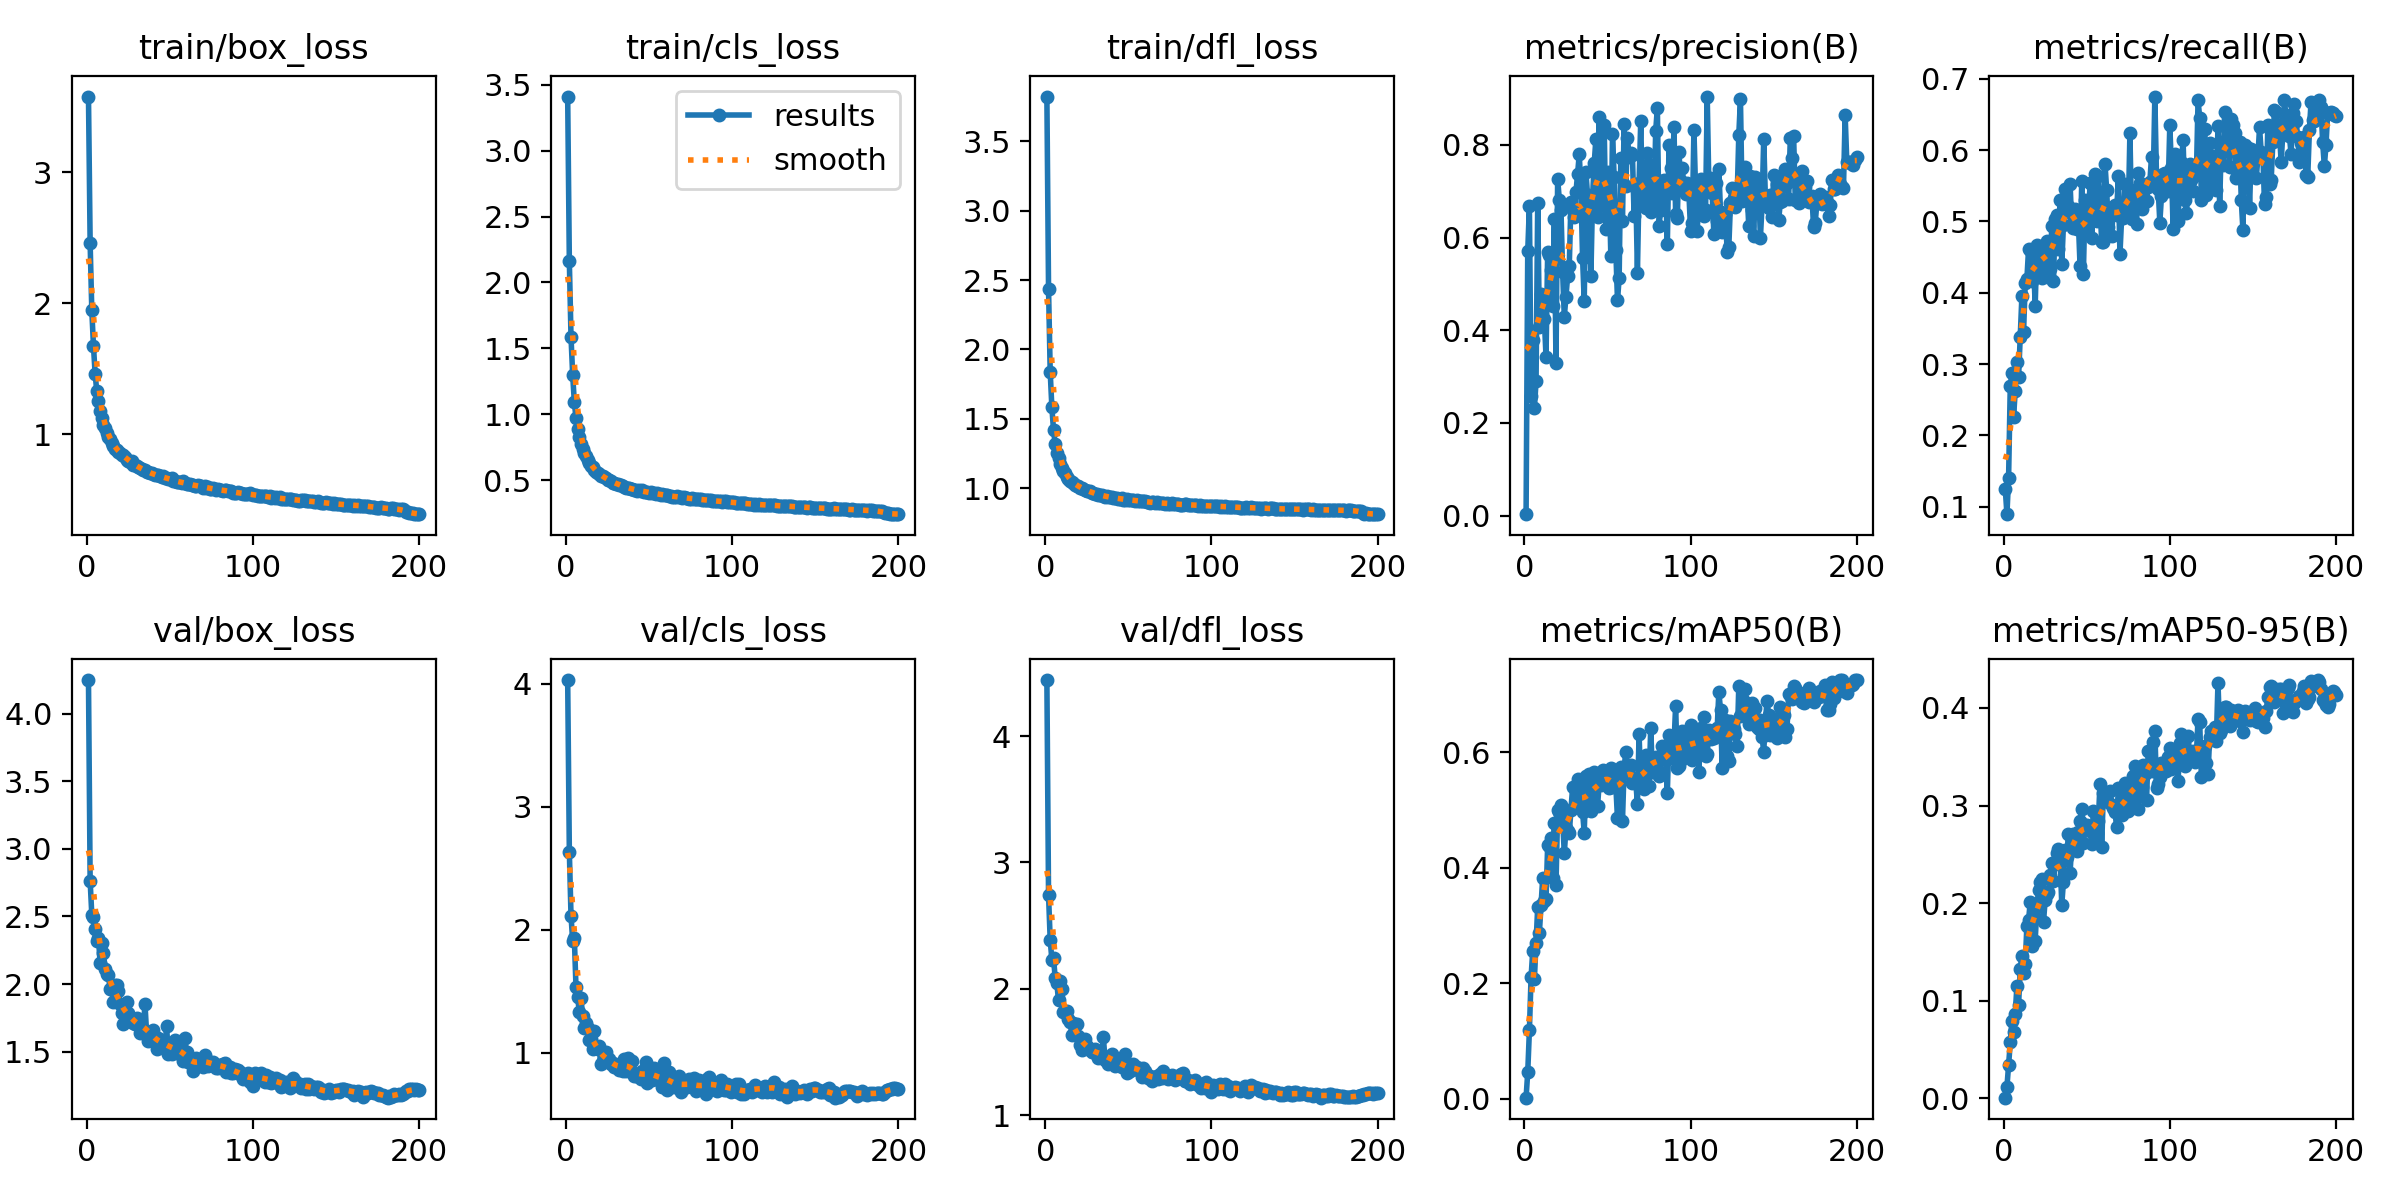 train/box_loss
3
2
1
0 100 200
train/cls_loss
results
smooth
3.5
3.0
2.5
2.0
1.5
1.0
0.5
0 100 200
train/dfl_loss
3.5
3.0
2.5
2.0
1.5
1.0
0 100 200
metrics/precision(B)
0.8
0.6
0.4
0.2
0.0
0 100 200
metrics/recall(B)
0.7
0.6
0.5
0.4
0.3
0.2
0.1
0 100 200
val/box_loss
4.0
3.5
3.0
2.5
2.0
1.5
0 100 200
val/cls_loss
4
3
2
1
0 100 200
val/dfl_loss
4
3
2
1
0 100 200
metrics/mAP50(B)
0.6
0.4
0.2
0.0
0 100 200
metrics/mAP50-95(B)
0.4
0.3
0.2
0.1
0.0
0 100 200